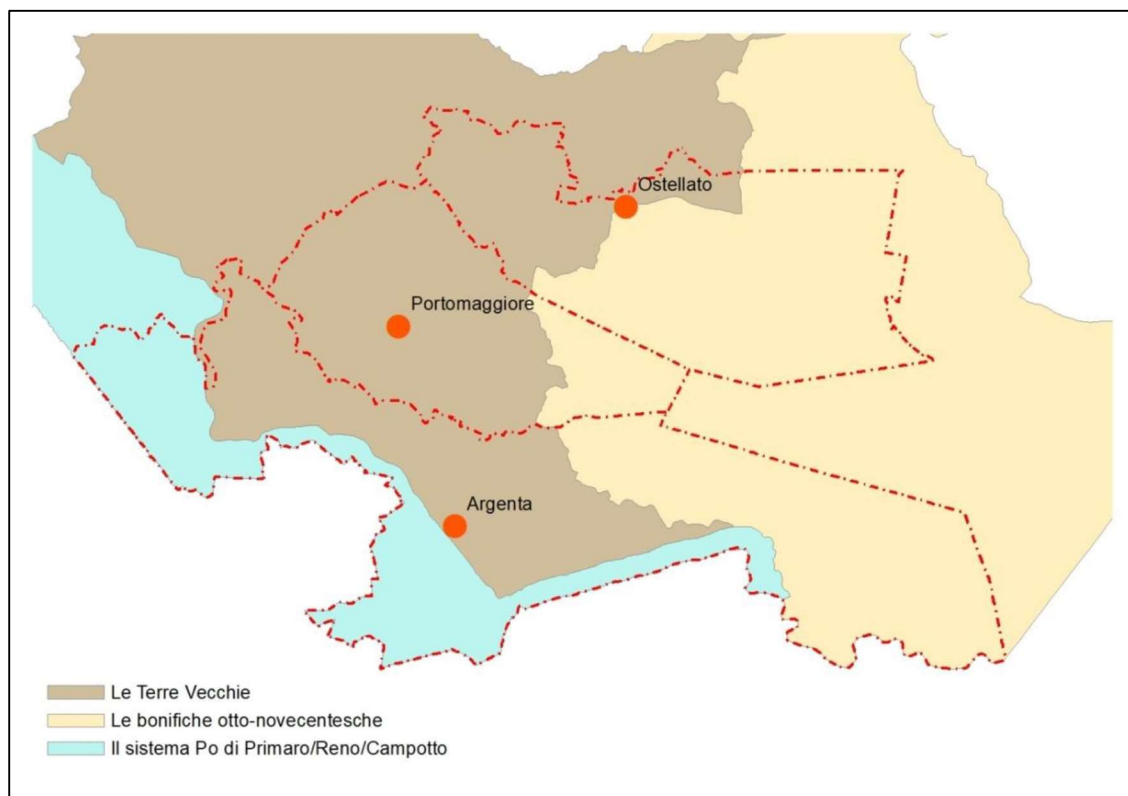 Ostellato
Portomaggiore
Argenta
Le Terre Vecchie
Le bonifiche otto-novecentesche
Il sistema Po di Primaro/Reno/Campotto